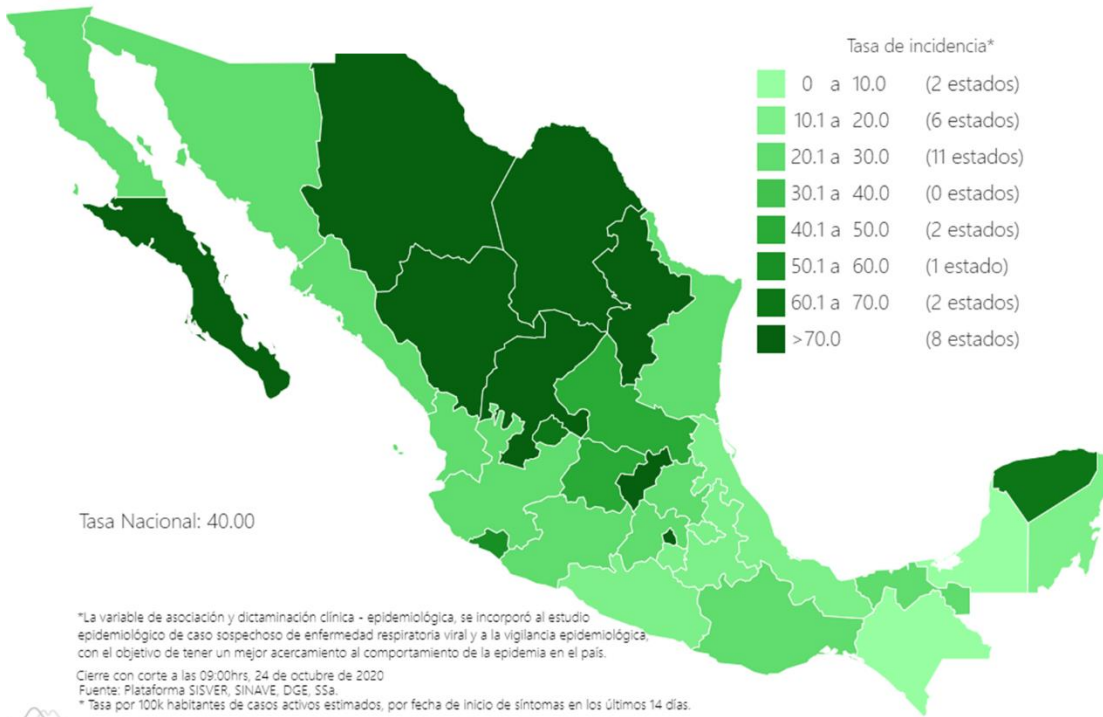 Tasa de incidencia*
0 a 10.0 (2 estados)
10.1 a 20.0 (6 estados)
20.1 a 30.0 (11 estados)
30.1 a 40.0 (0 estados)
40.1 a 50.0 (2 estados)
50.1 a 60.0 (1 estado)
60.1 a 70.0 (2 estados)
>70.0 (8 estados)
Tasa Nacional: 40.00
*La variable de asociación y dictaminación clínica - epidemiológica, se incorporó al estudio
epidemiológico de caso sospechoso de enfermedad respiratoria viral y a la vigilancia epidemiológica,
con el objetivo de tener un mejor acercamiento al comportamiento de la epidemia en el país.
Cierre con corte a las 09:00hrs, 24 de octubre de 2020
Fuente: Plataforma SISVER, SINAVE, DGE, SSa.
* Tasa por 100k habitantes de casos activos estimados, por fecha de inicio de síntomas en los últimos 14 días.